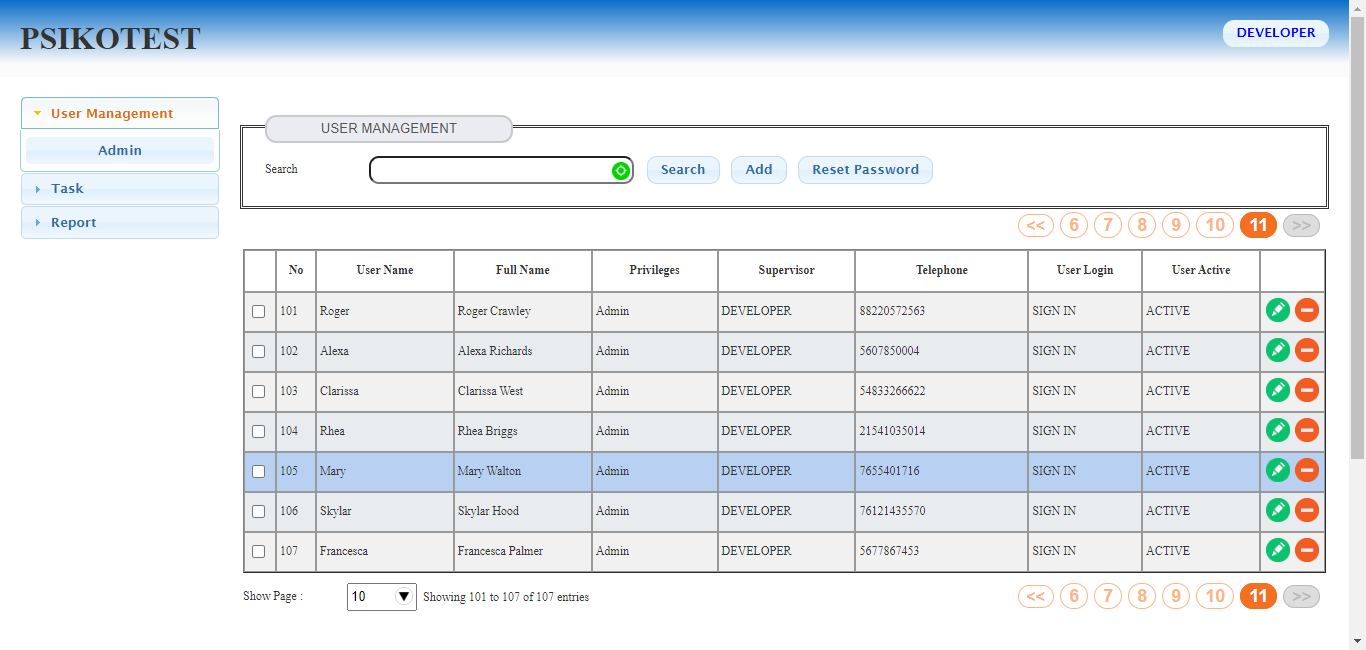 PSIKOTEST
DEVELOPER
User Management
Admin
Task
Report
USER MANAGEMENT
Search
Search Add Reset Password
<< 6 7 8 9 10 11 >>
No User Name Full Name Privileges Supervisor Telephone User Login User Active
101 Roger Roger Crawley Admin DEVELOPER 88220572563 SIGN IN ACTIVE
102 Alexa Alexa Richards Admin DEVELOPER 5607850004 SIGN IN ACTIVE
103 Clarissa Clarissa West Admin DEVELOPER 54833266622 SIGN IN ACTIVE
104 Rhea Rhea Briggs Admin DEVELOPER 21541035014 SIGN IN ACTIVE
105 Mary Mary Walton Admin DEVELOPER 7655401716 SIGN IN ACTIVE
106 Skylar Skylar Hood Admin DEVELOPER 76121435570 SIGN IN ACTIVE
107 Francesca Francesca Palmer Admin DEVELOPER 5677867453 SIGN IN ACTIVE
Show Page : 10 Showing 101 to 107 of 107 entries
<< 6 7 8 9 10 11 >>